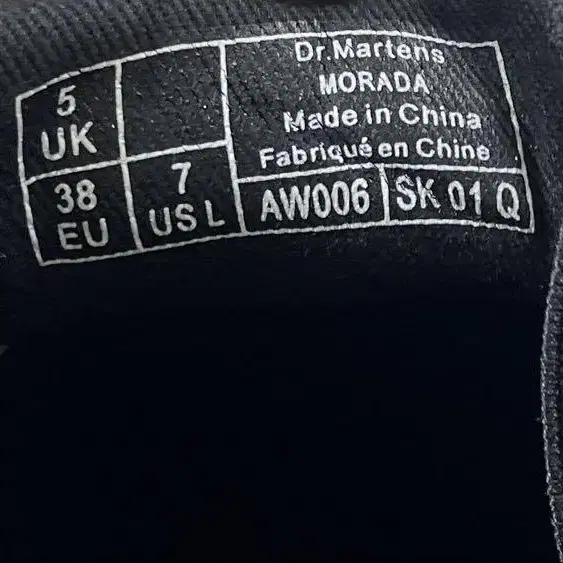 5
UK
38
EU
7
US L
Dr.Martens
MORADA
Made in China
Fabriqué en Chine
AW006
SK 01 Q